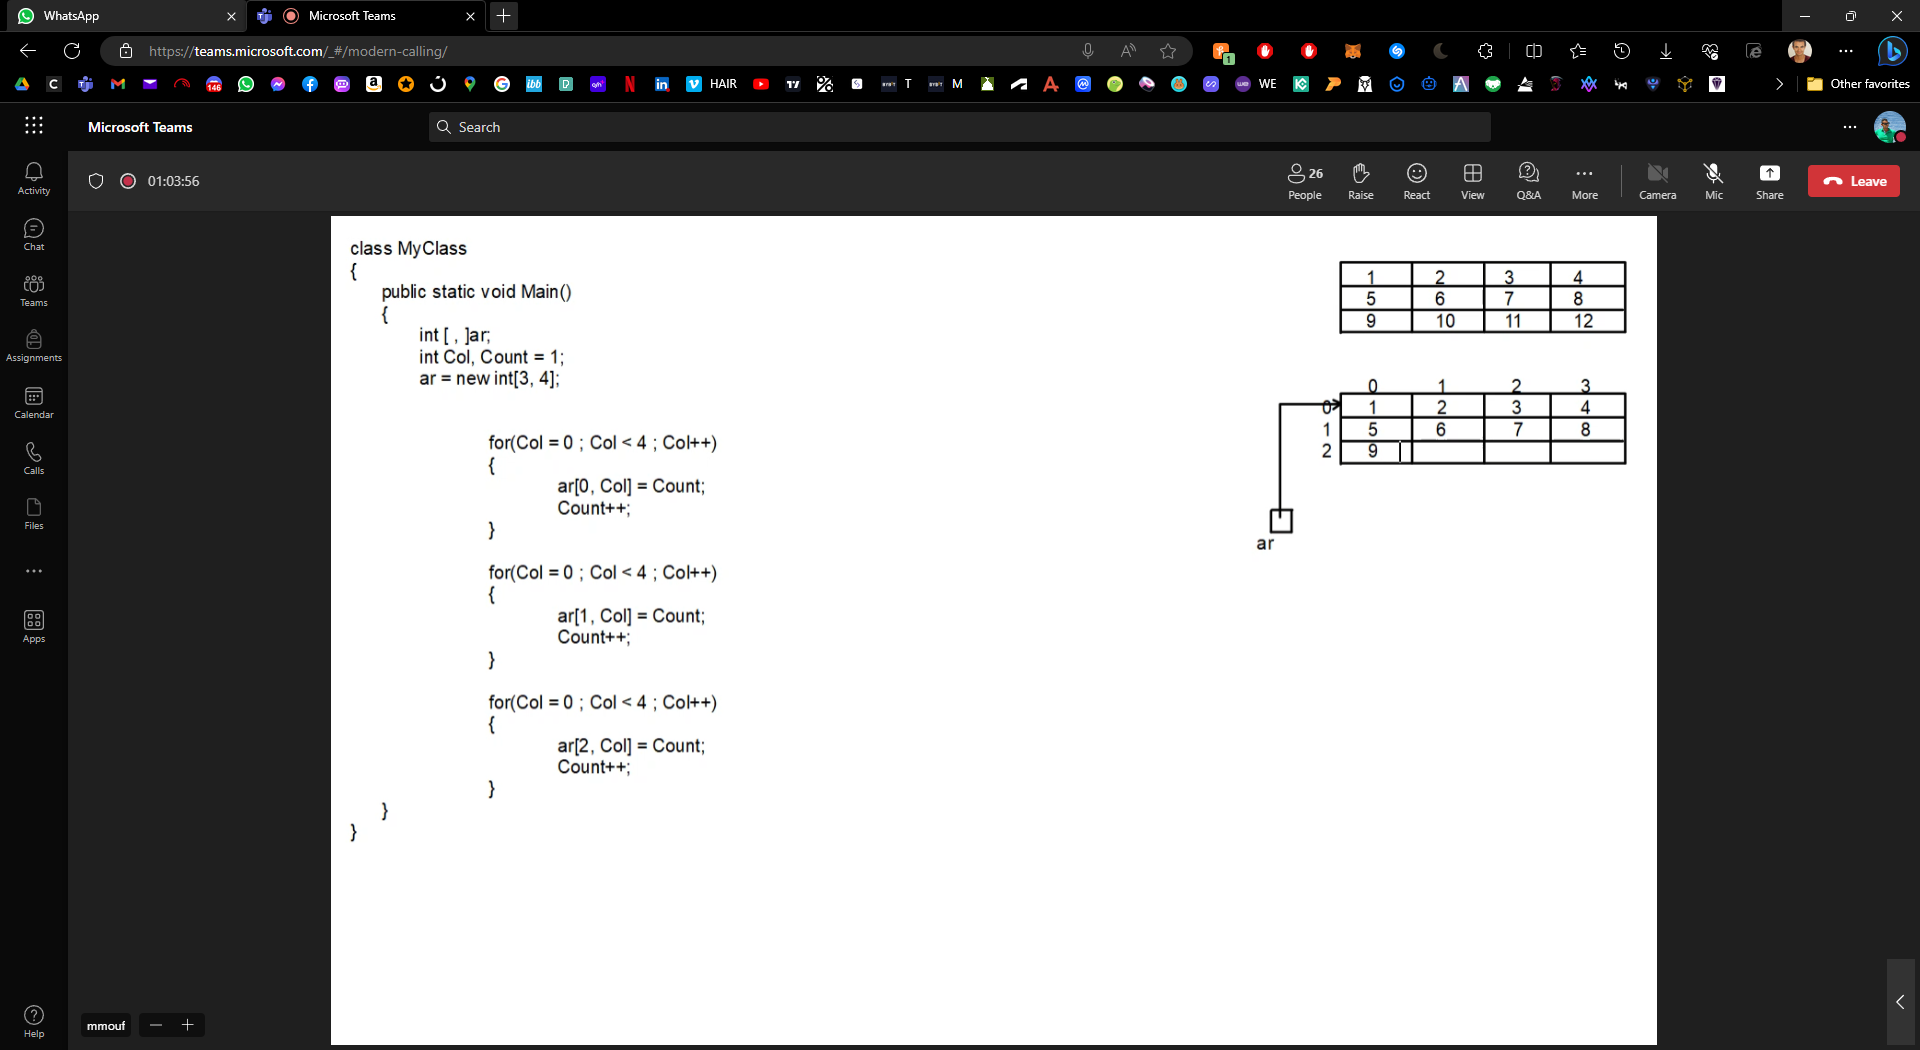 WhatsApp
Microsoft Teams
https://teams.microsoft.com/_#/modern-calling/
1
146
ibb
HAIR
T
M
WE
Other favorites
Microsoft Teams
Search
Activity
01:03:56
26
People
Raise
React
View
Q&A
More
Camera
Mic
Share
Leave
Chat
Teams
Assignments
Calendar
Calls
Files
Apps
Help
class MyClass
{
public static void Main()
{
int [ , ]ar;
int Col, Count = 1;
ar = new int[3, 4];
for(Col = 0 ; Col < 4 ; Col++)
{
ar[0, Col] = Count;
Count++;
}
for(Col = 0 ; Col < 4 ; Col++)
{
ar[1, Col] = Count;
Count++;
}
for(Col = 0 ; Col < 4 ; Col++)
{
ar[2, Col] = Count;
Count++;
}
}
}
1 2 3 4
5 6 7 8
9 10 11 12
0 1 2 3
0 1 2 3 4
1 5 6 7 8
2 9
ar
mmouf